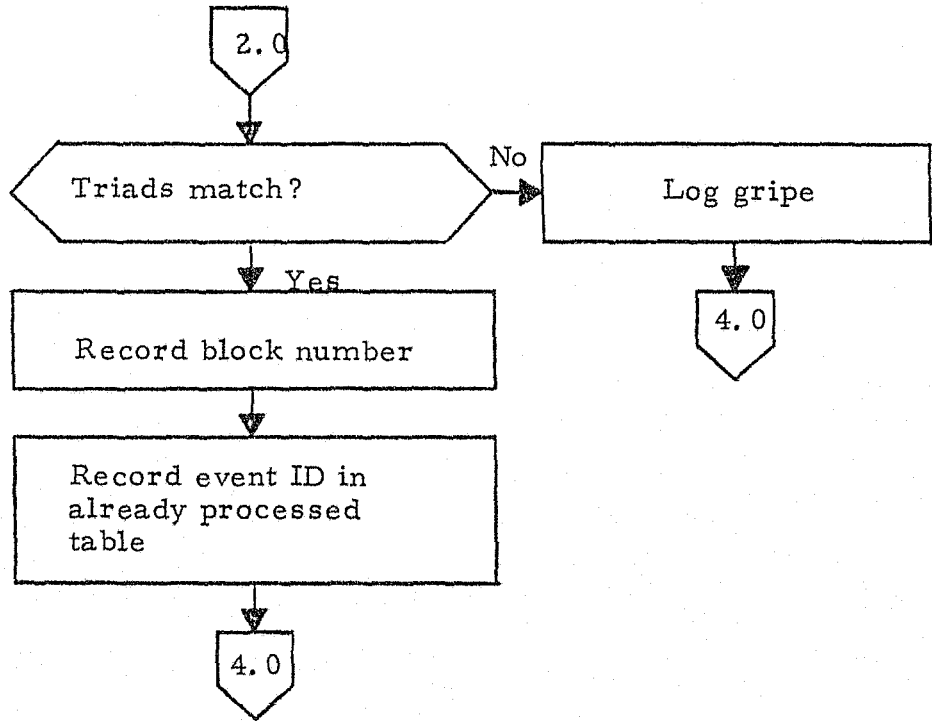 2.0
Triads match?
No
Log gripe
Yes
4.0
Record block number
Record event ID in
already processed
table
4.0